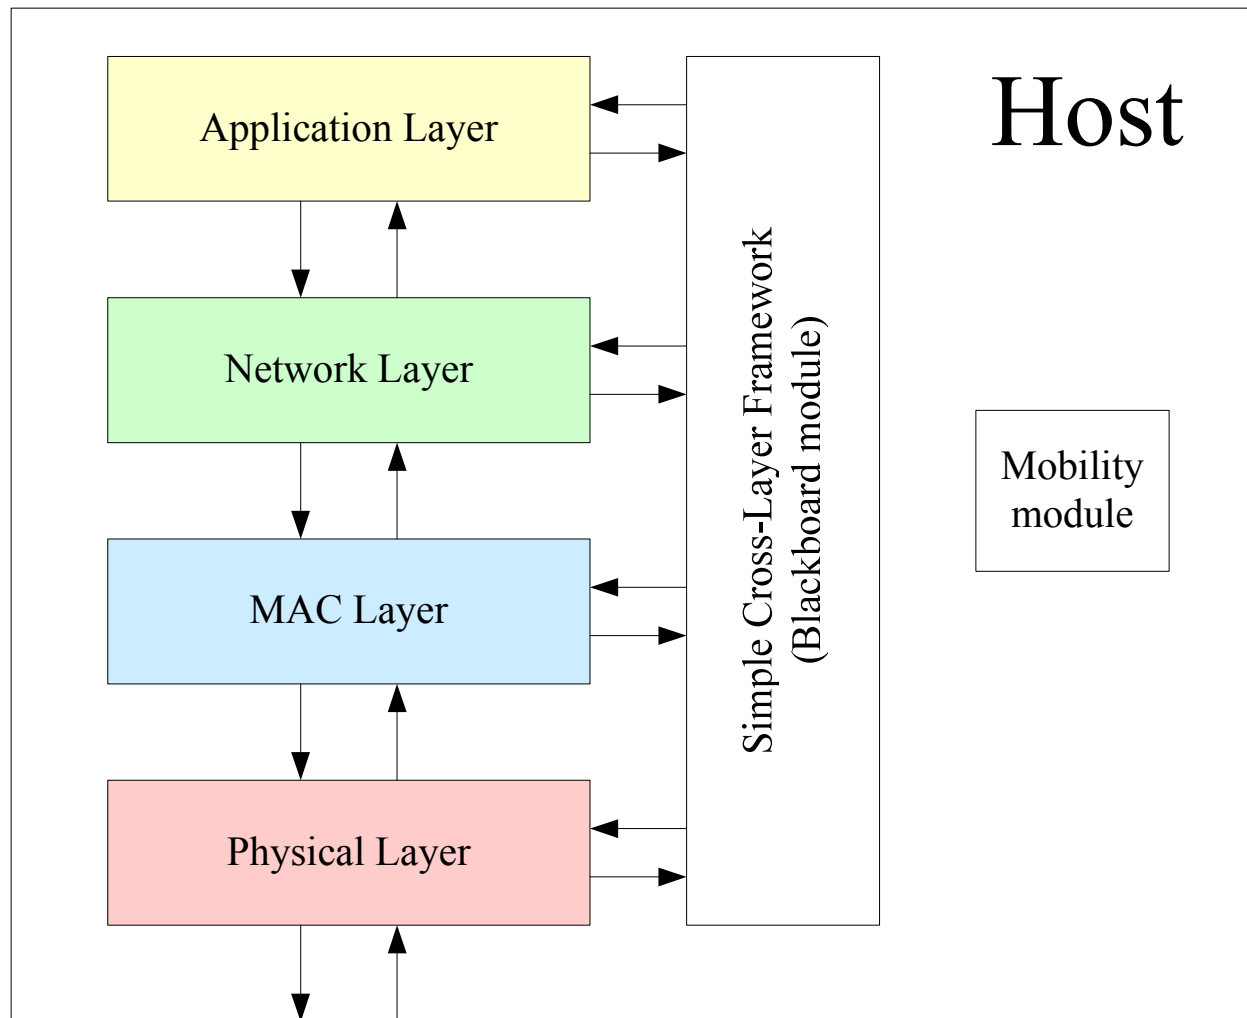 Host
Application Layer
Network Layer
MAC Layer
Physical Layer
Simple Cross-Layer Framework
(Blackboard module)
Mobility
module